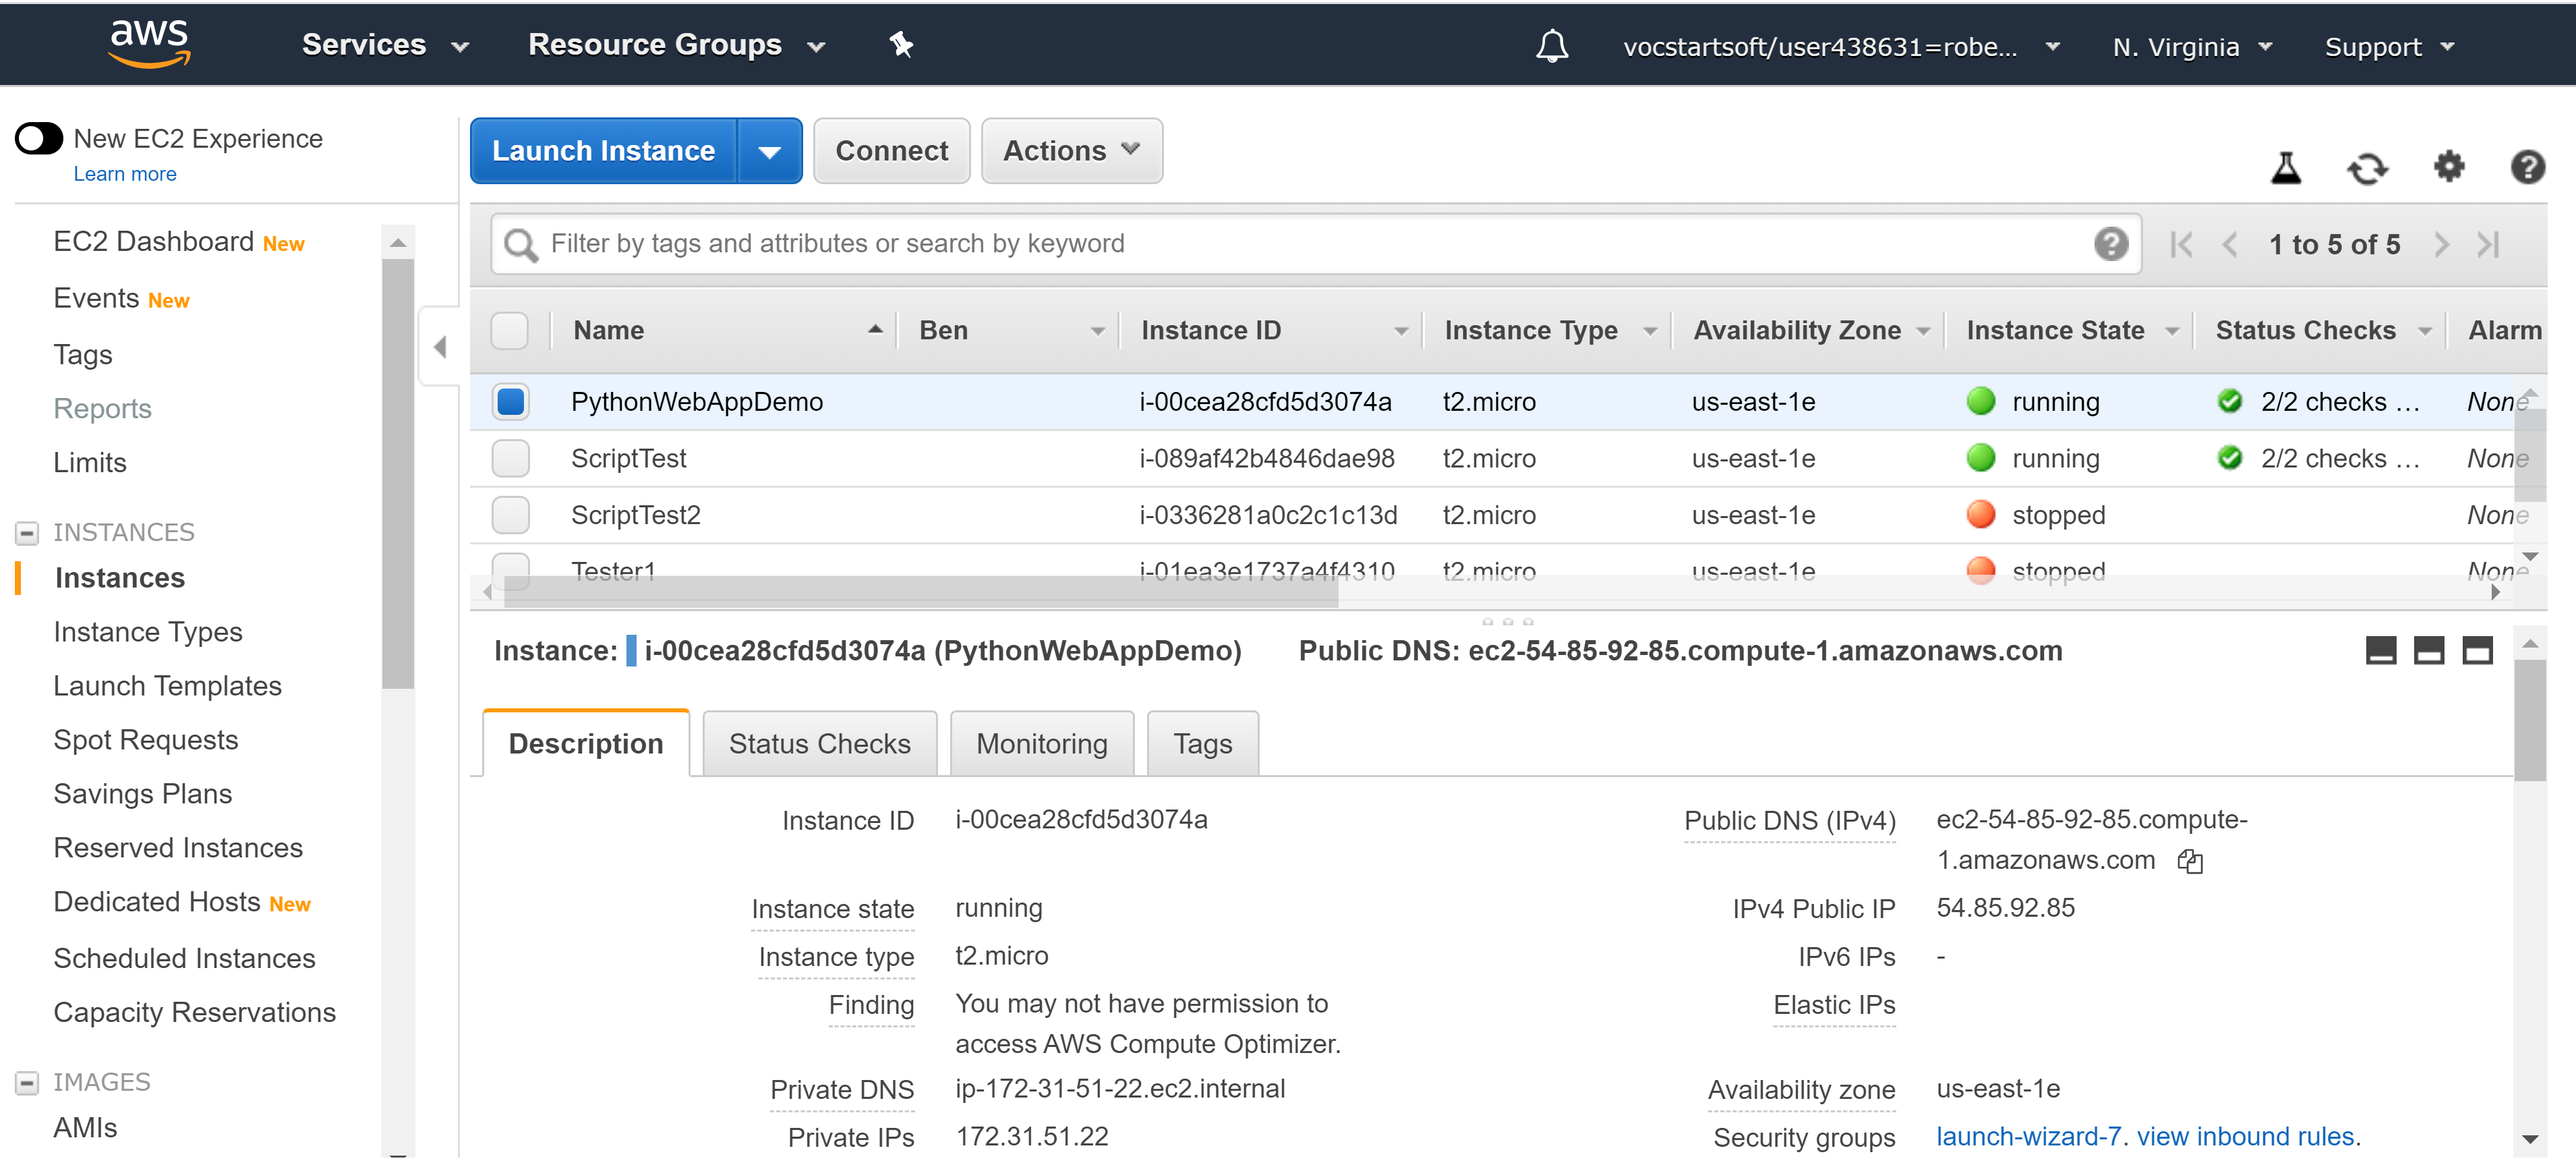 aws Services Resource Groups vocstartsoft/user438631=robe... N. Virginia Support
New EC2 Experience
Learn more
EC2 Dashboard New
Events New
Tags
Reports
Limits
INSTANCES
Instances
Instance Types
Launch Templates
Spot Requests
Savings Plans
Reserved Instances
Dedicated Hosts New
Scheduled Instances
Capacity Reservations
IMAGES
AMIs
Launch Instance Connect Actions
Filter by tags and attributes or search by keyword 1 to 5 of 5
Name Ben Instance ID Instance Type Availability Zone Instance State Status Checks Alarm
PythonWebAppDemo i-00cea28cfd5d3074a t2.micro us-east-1e running 2/2 checks ... None
ScriptTest i-089af42b4846dae98 t2.micro us-east-1e running 2/2 checks ... None
ScriptTest2 i-0336281a0c2c1c13d t2.micro us-east-1e stopped None
Tester1 i-01ea3e1737a4f4310 t2.micro us-east-1e stopped None
Instance: i-00cea28cfd5d3074a (PythonWebAppDemo) Public DNS: ec2-54-85-92-85.compute-1.amazonaws.com
Description Status Checks Monitoring Tags
Instance ID i-00cea28cfd5d3074a
Instance state running
Instance type t2.micro
Finding You may not have permission to
access AWS Compute Optimizer.
Private DNS ip-172-31-51-22.ec2.internal
Private IPs 172.31.51.22
Public DNS (IPv4) ec2-54-85-92-85.compute-
1.amazonaws.com
IPv4 Public IP 54.85.92.85
IPv6 IPs -
Elastic IPs
Availability zone us-east-1e
Security groups launch-wizard-7. view inbound rules.